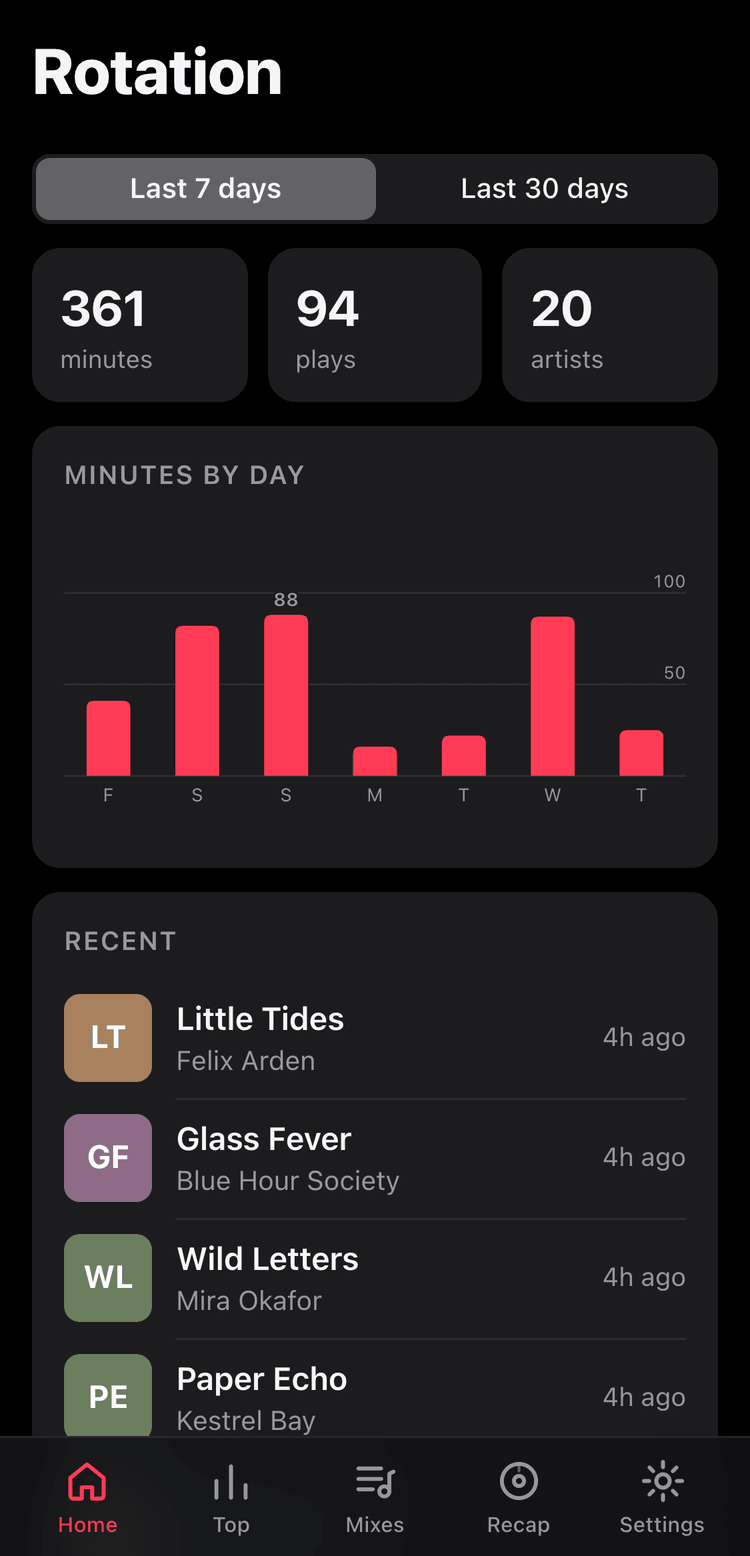 Rotation
Last 7 days Last 30 days
361 94 20
minutes plays artists
MINUTES BY DAY
100
88
50
F S S M T W T
RECENT
LT Little Tides
Felix Arden
4h ago
GF Glass Fever
Blue Hour Society
4h ago
WL Wild Letters
Mira Okafor
4h ago
PE Paper Echo
Kestrel Bay
4h ago
Home Top Mixes Recap Settings